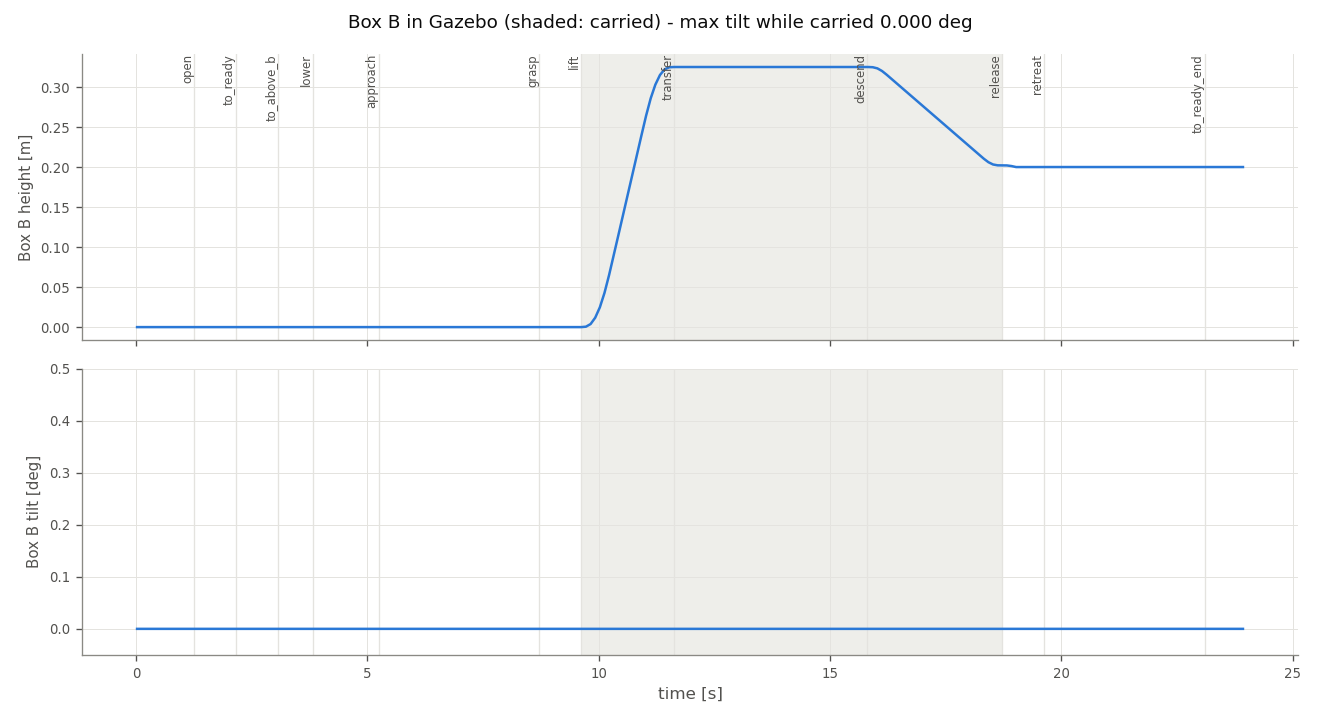 Box B in Gazebo (shaded: carried) - max tilt while carried 0.000 deg
open
to_ready
to_above_b
lower
approach
grasp
lift
transfer
descend
release
retreat
to_ready_end
Box B height [m]
0.30
0.25
0.20
0.15
0.10
0.05
0.00
Box B tilt [deg]
0.5
0.4
0.3
0.2
0.1
0.0
0 5 10 15 20 25
time [s]